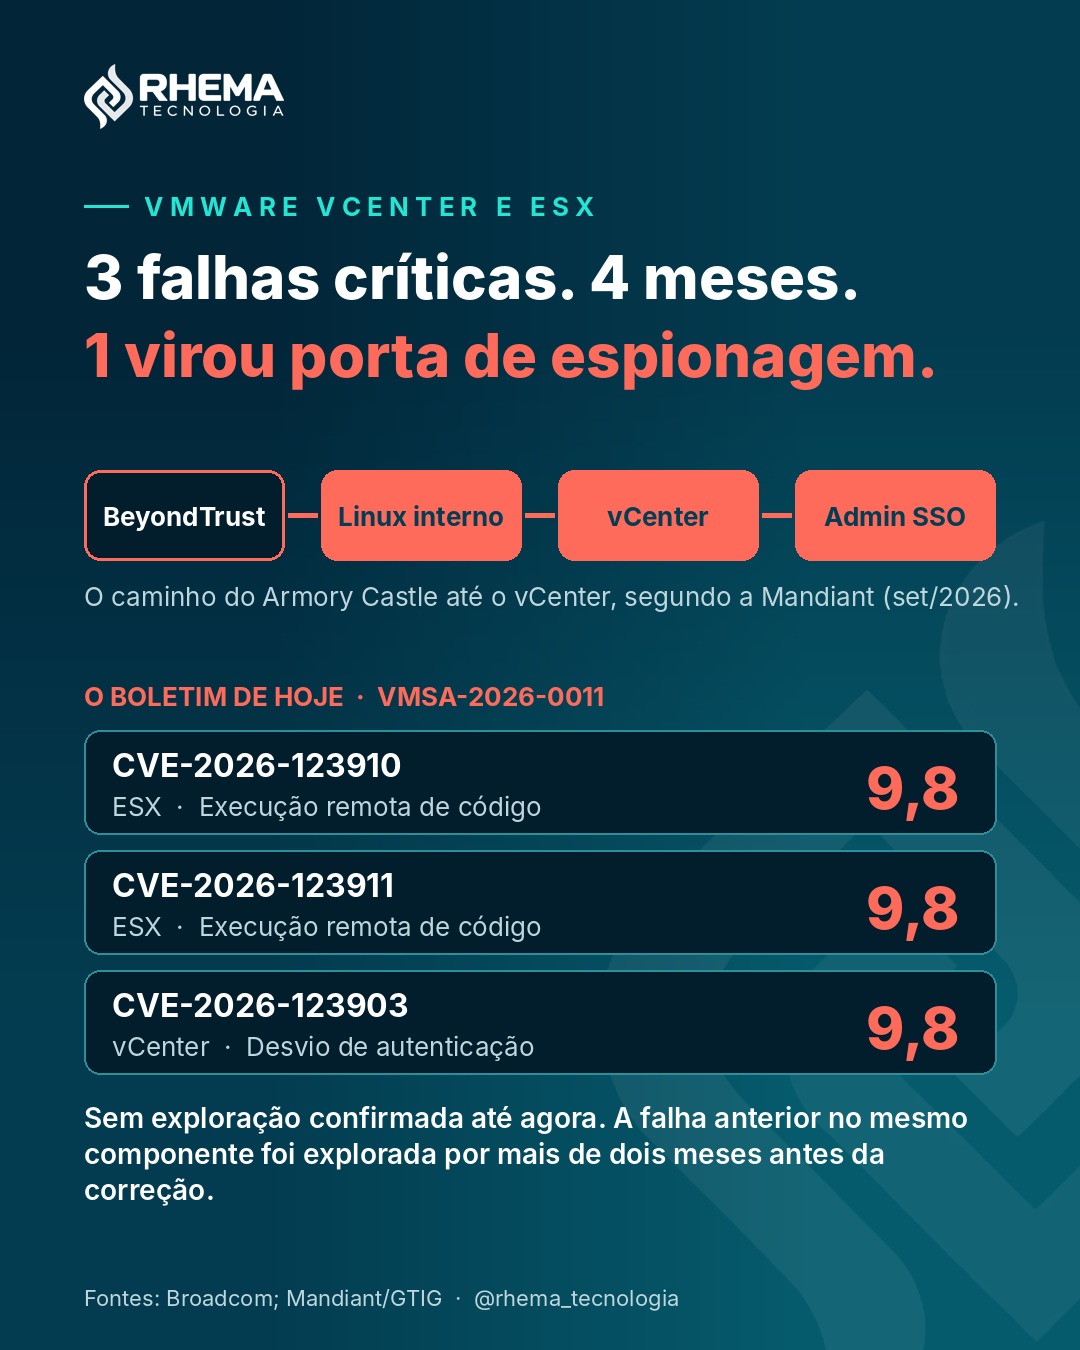 RHEMA
TECNOLOGIA
VMWARE VCENTER E ESX
3 falhas críticas. 4 meses.
1 virou porta de espionagem.
BeyondTrust
Linux interno
vCenter
Admin SSO
O caminho do Armory Castle até o vCenter, segundo a Mandiant (set/2026).
O BOLETIM DE HOJE · VMSA-2026-0011
CVE-2026-123910
ESX · Execução remota de código
9,8
CVE-2026-123911
ESX · Execução remota de código
9,8
CVE-2026-123903
vCenter · Desvio de autenticação
9,8
Sem exploração confirmada até agora. A falha anterior no mesmo
componente foi explorada por mais de dois meses antes da
correção.
Fontes: Broadcom; Mandiant/GTIG · @rhema_tecnologia